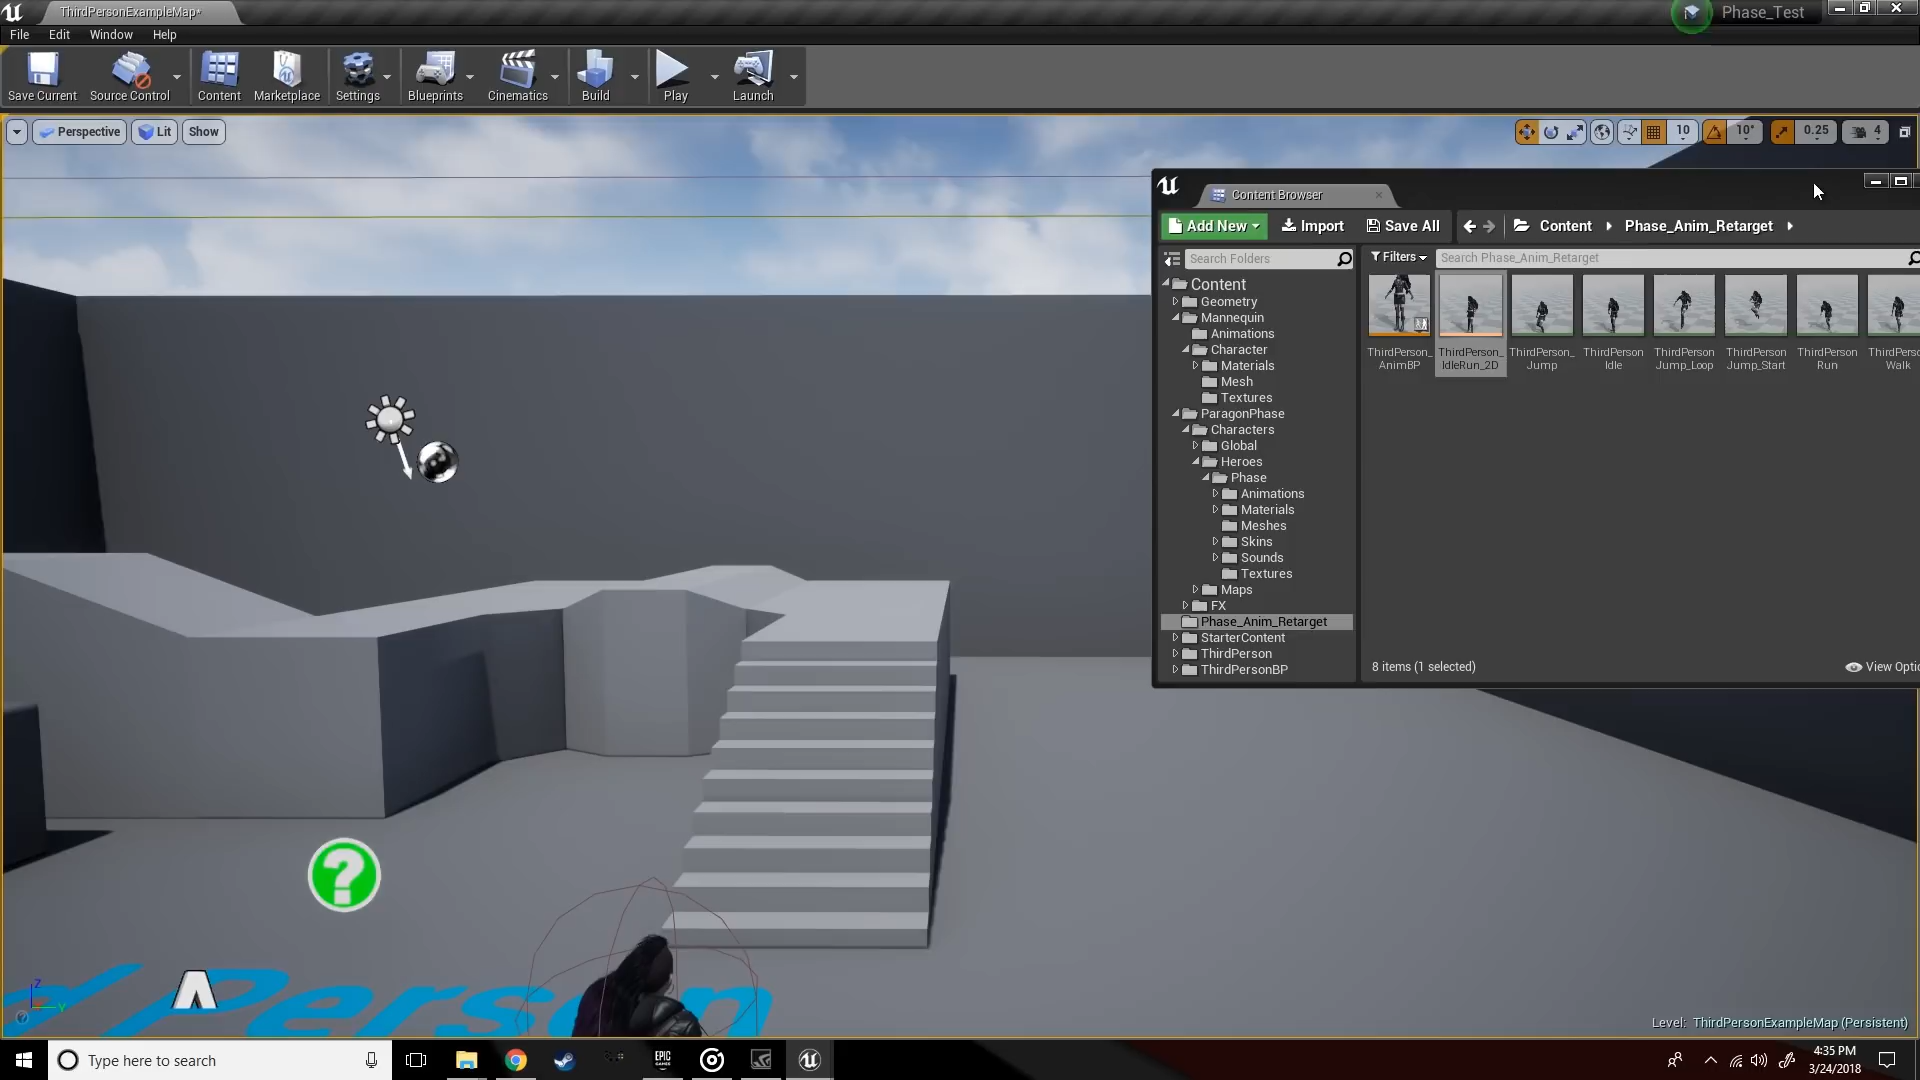 ThirdPersonExampleMap*
Phase_Test
File Edit Window Help
Save Current Source Control Content Marketplace Settings Blueprints Cinematics Build Play Launch
Perspective Lit Show
10 10° 0.25 4
Content Browser
Add New Import Save All Content Phase_Anim_Retarget
Search Folders
Filters Search Phase_Anim_Retarget
Content
Geometry
Mannequin
Animations
Character
Materials
Mesh
Textures
ParagonPhase
Characters
Global
Heroes
Phase
Animations
Materials
Meshes
Skins
Sounds
Textures
Maps
FX
Phase_Anim_Retarget
StarterContent
ThirdPerson
ThirdPersonBP
ThirdPerson_ AnimBP
ThirdPerson_ IdleRun_2D
ThirdPerson_ Jump
ThirdPerson Idle
ThirdPerson Jump_Loop
ThirdPerson Jump_Start
ThirdPerson Run
ThirdPerso Walk
8 items (1 selected)
View Optio
?
Person
Z
Y
Level: ThirdPersonExampleMap (Persistent)
Type here to search
EPIC GAMES
4:35 PM
3/24/2018